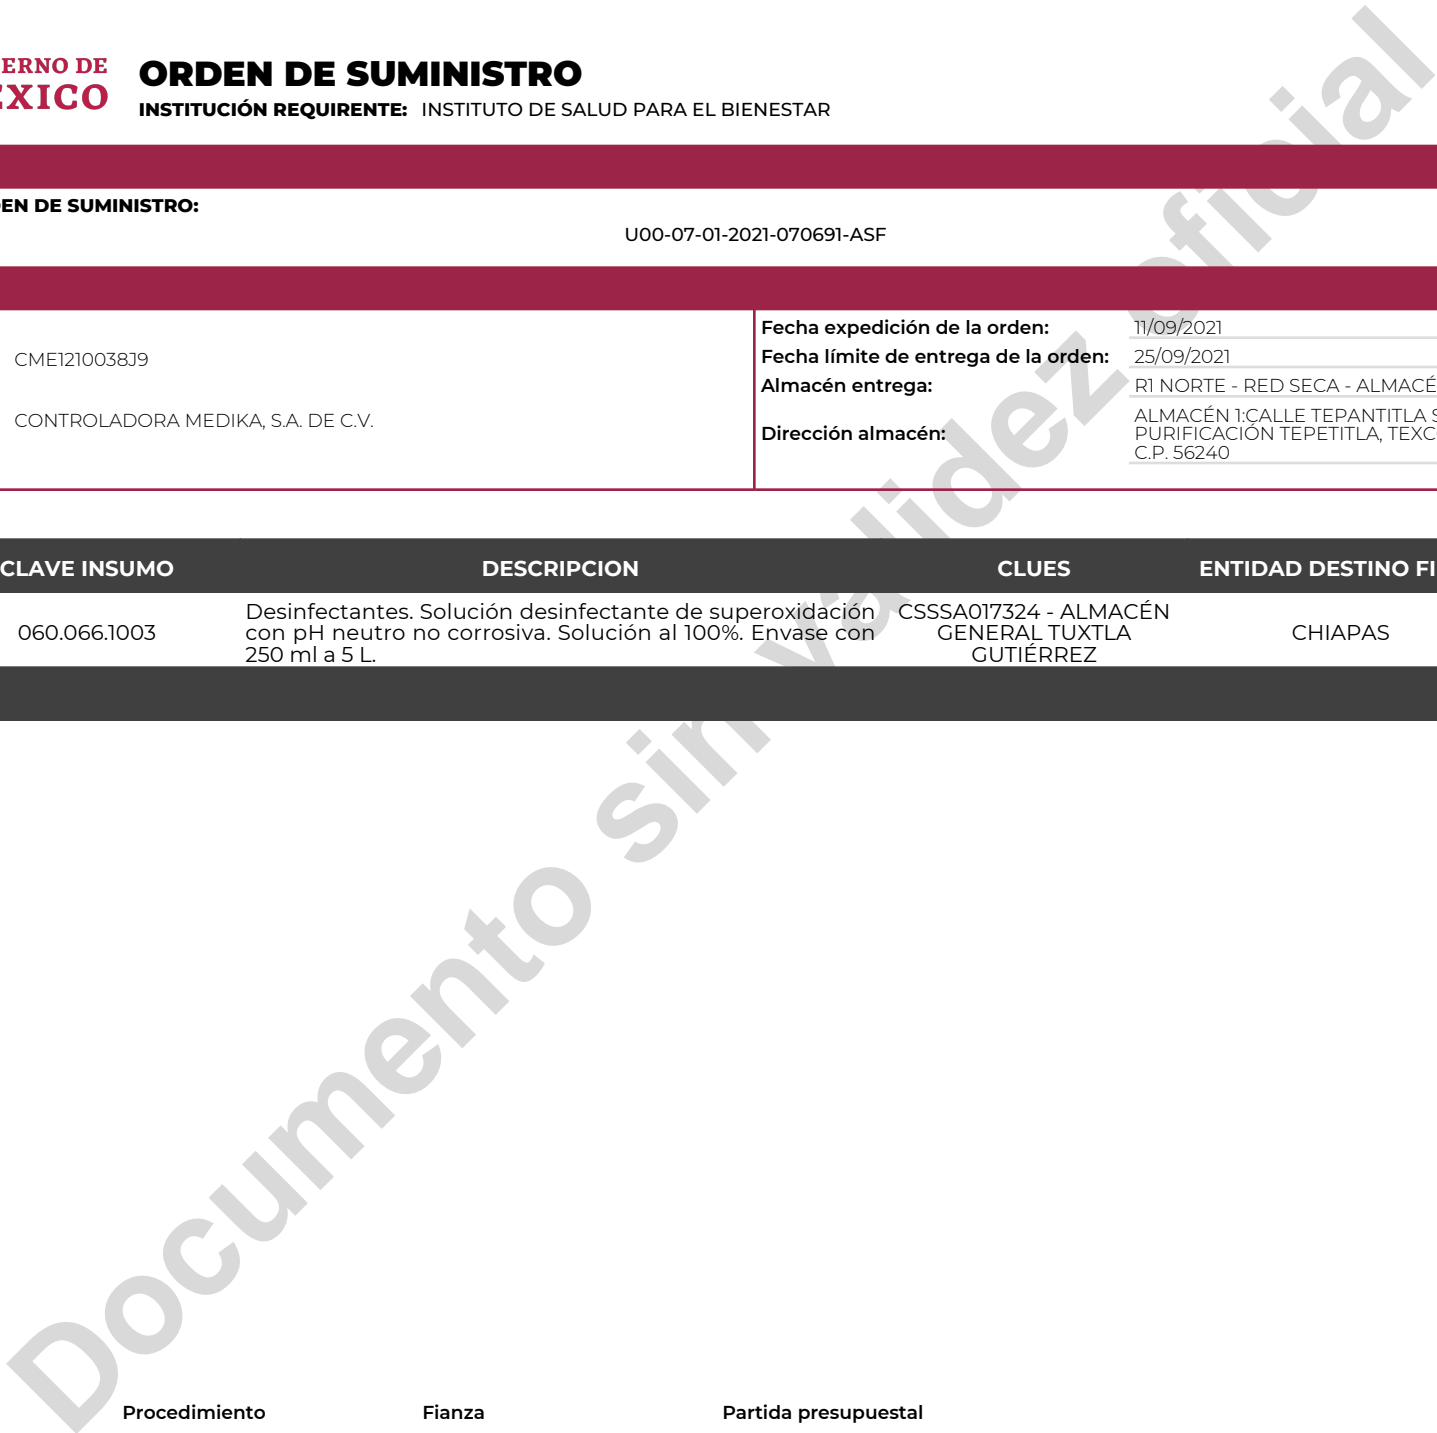 ERNO DE
EXICO
ORDEN DE SUMINISTRO
INSTITUCIÓN REQUIRENTE: INSTITUTO DE SALUD PARA EL BIENESTAR
EN DE SUMINISTRO:
U00-07-01-2021-070691-ASF
CME1210038J9
CONTROLADORA MEDIKA, S.A. DE C.V.
Fecha expedición de la orden: 11/09/2021
Fecha límite de entrega de la orden: 25/09/2021
Almacén entrega: R1 NORTE - RED SECA - ALMACÉ
Dirección almacén:
ALMACÉN 1:CALLE TEPANTITLA S
PURIFICACIÓN TEPETITLA, TEXC
C.P. 56240
CLAVE INSUMO DESCRIPCION CLUES ENTIDAD DESTINO FI
060.066.1003
Desinfectantes. Solución desinfectante de superoxidación
con pH neutro no corrosiva. Solución al 100%. Envase con
250 ml a 5 L.
CSSSA017324 - ALMACÉN
GENERAL TUXTLA
GUTIÉRREZ
CHIAPAS
Documento sin validez oficial
Procedimiento Fianza Partida presupuestal